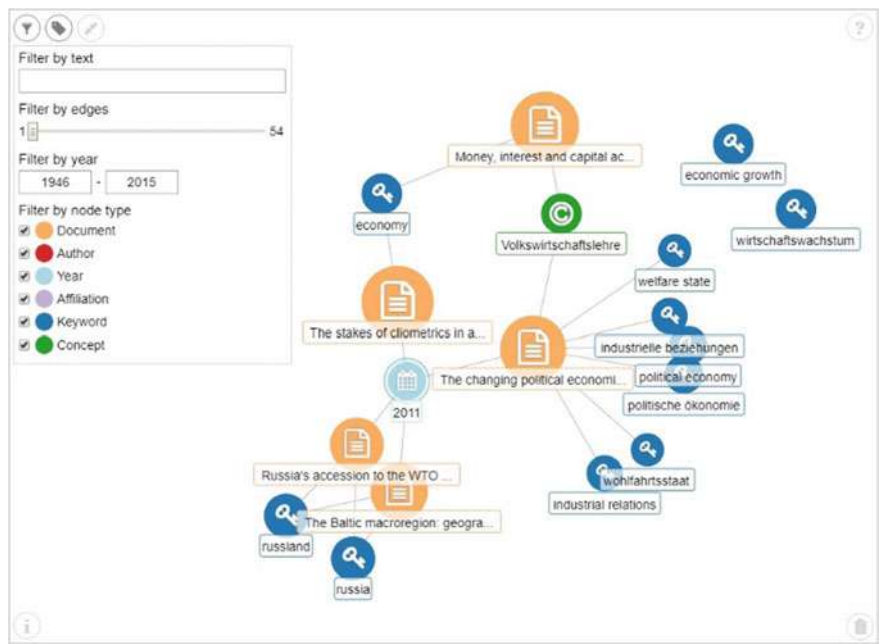 Filter by text
Filter by edges
1 54
Filter by year
1946 - 2015
Filter by node type
Document
Author
Year
Affiliation
Keyword
Concept
Money, interest and capital ac...
economic growth
economy
Volkswirtschaftslehre
wirtschaftswachstum
welfare state
The stakes of cliometrics in a...
industrielle beziehungen
The changing political economi...
political economy
2011
politische ökonomie
Russia's accession to the WTO ...
wohlfahrtsstaat
industrial relations
The Baltic macroregion: geogra...
russland
russia